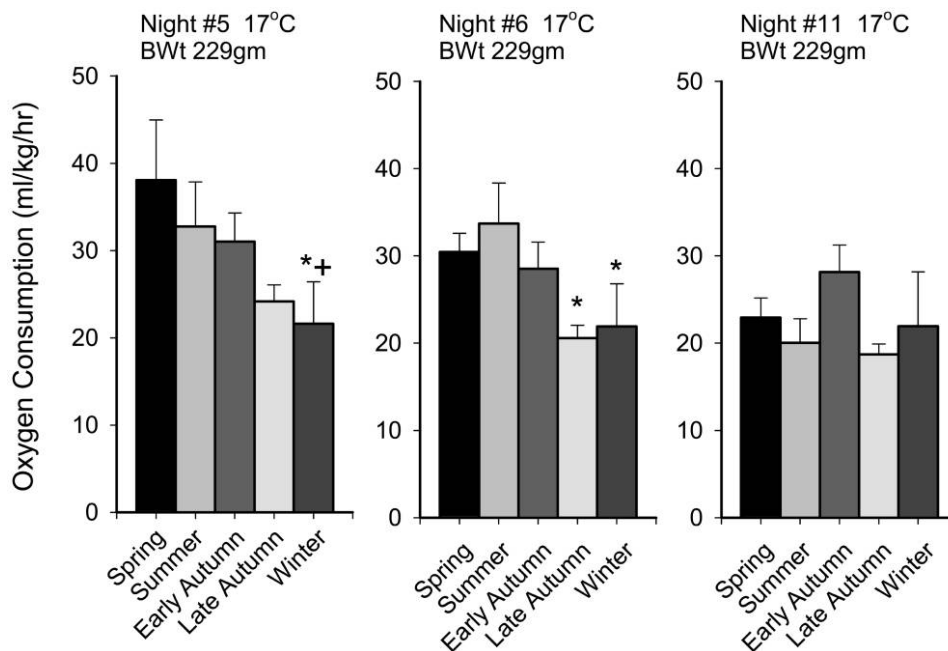 Night #5 17°C
BWt 229gm
Night #6 17°C
BWt 229gm
Night #11 17°C
BWt 229gm
Oxygen Consumption (ml/kg/hr)
50
40
30
20
10
0
*+
Spring
Summer
Early Autumn
Late Autumn
Winter
50
40
30
20
10
0
*
*
Spring
Summer
Early Autumn
Late Autumn
Winter
50
40
30
20
10
0
Spring
Summer
Early Autumn
Late Autumn
Winter